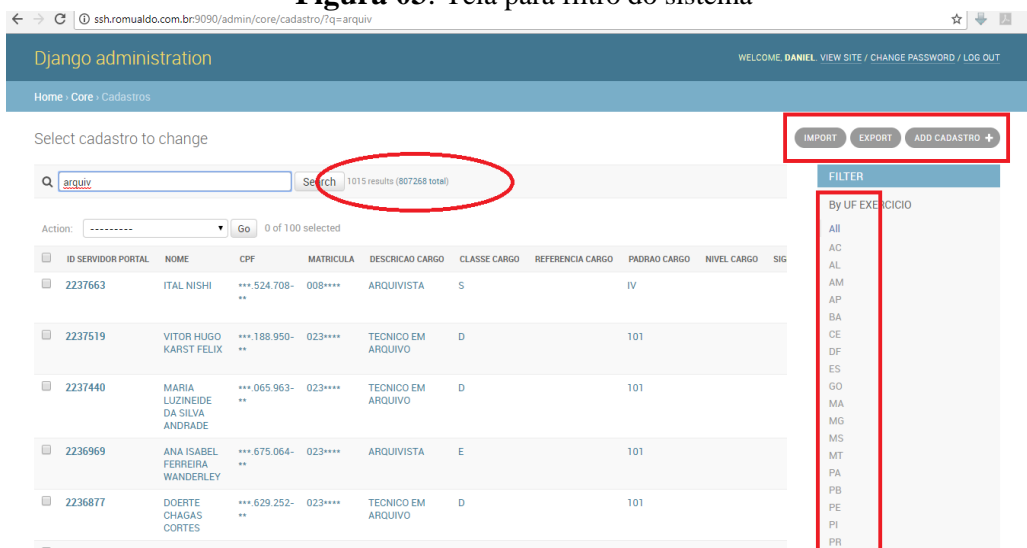 Figura 03: Tela para filtro do sistema
ssh.romualdo.com.br:9090/admin/core/cadastro/?q=arquiv
Django administration
WELCOME, DANIEL. VIEW SITE / CHANGE PASSWORD / LOG OUT
Home › Core › Cadastros
Select cadastro to change
IMPORT EXPORT ADD CADASTRO +
arquiv Search 1015 results (807268 total)
Action: --------- Go 0 of 100 selected
ID SERVIDOR PORTAL NOME CPF MATRICULA DESCRICAO CARGO CLASSE CARGO REFERENCIA CARGO PADRAO CARGO NIVEL CARGO SIG
2237663 ITAL NISHI ***.524.708- 008**** ARQUIVISTA S IV
**
2237519 VITOR HUGO ***.188.950- 023**** TECNICO EM D 101
KARST FELIX ** ARQUIVO
2237440 MARIA ***.065.963- 023**** TECNICO EM D 101
LUZINEIDE ** ARQUIVO
DA SILVA
ANDRADE
2236969 ANA ISABEL ***.675.064- 023**** ARQUIVISTA E 101
FERREIRA **
WANDERLEY
2236877 DOERTE ***.629.252- 023**** TECNICO EM D 101
CHAGAS ** ARQUIVO
CORTES
FILTER
By UF EXERCICIO
All
AC
AL
AM
AP
BA
CE
DF
ES
GO
MA
MG
MS
MT
PA
PB
PE
PI
PR